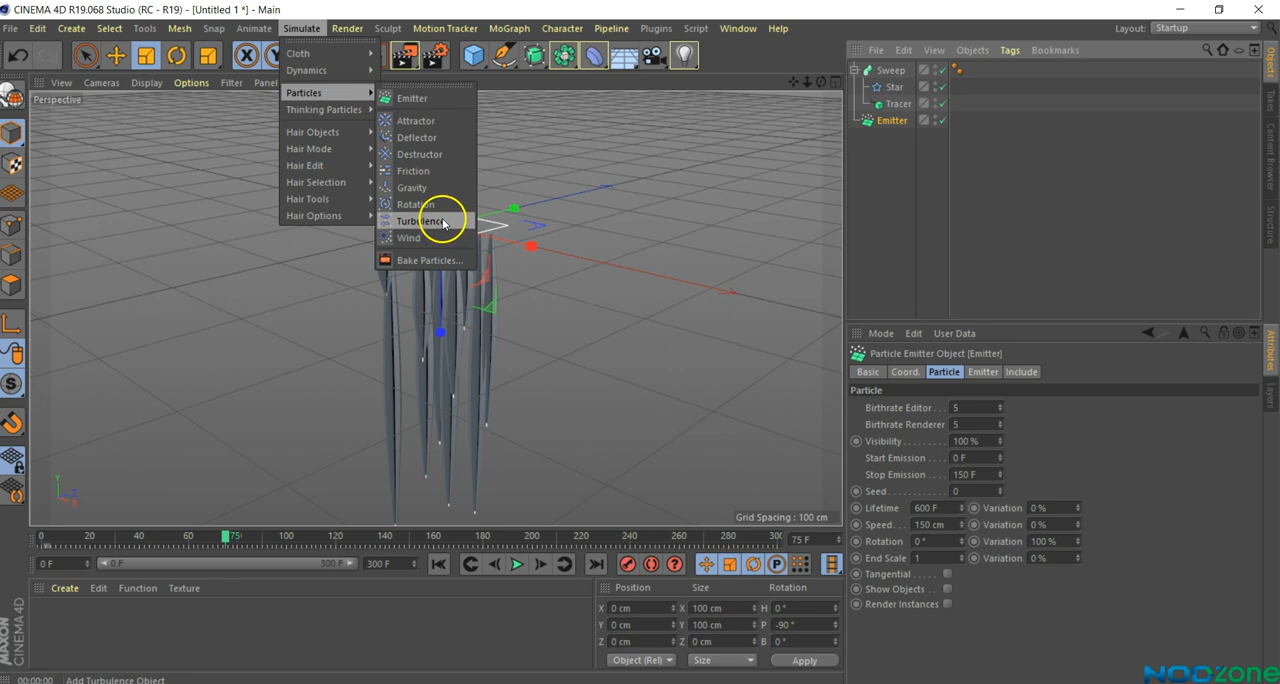 CINEMA 4D R19.068 Studio (RC - R19) - [Untitled 1 *] - Main
File Edit Create Select Tools Mesh Snap Animate Simulate Render Sculpt Motion Tracker MoGraph Character Pipeline Plugins Script Window Help Layout: Startup
View Cameras Display Options Filter Panel
Perspective
Cloth
Dynamics
Particles
Thinking Particles
Hair Objects
Hair Mode
Hair Edit
Hair Selection
Hair Tools
Hair Options
Emitter
Attractor
Deflector
Destructor
Friction
Gravity
Rotation
Turbulence
Wind
Bake Particles...
File Edit View Objects Tags Bookmarks
Sweep
Star
Tracer
Emitter
Objects
Takes
Content Browser
Structure
Mode Edit User Data
Particle Emitter Object [Emitter]
Basic Coord. Particle Emitter Include
Particle
Birthrate Editor . . . 5
Birthrate Renderer 5
Visibility . . . . . . . . . 100 %
Start Emission . . . . 0 F
Stop Emission . . . . 150 F
Seed . . . . . . . . . . . . 0
Lifetime 600 F Variation 0 %
Speed . . . 150 cm Variation 0 %
Rotation 0 ° Variation 100 %
End Scale 1 Variation 0 %
Tangential . . . . . .
Show Objects . .
Render Instances
Attributes
Layers
Y
Z
X
Grid Spacing : 100 cm
0 20 40 60 75 100 120 140 160 180 200 220 240 260 280 30 75 F
0 F 0 F 300 F 300 F
Create Edit Function Texture
Position Size Rotation
X 0 cm X 100 cm H 0 °
Y 0 cm Y 100 cm P -90 °
Z 0 cm Z 0 cm B 0 °
Object (Rel) Size Apply
MAXON CINEMA 4D
00:00:00 Add Turbulence Object